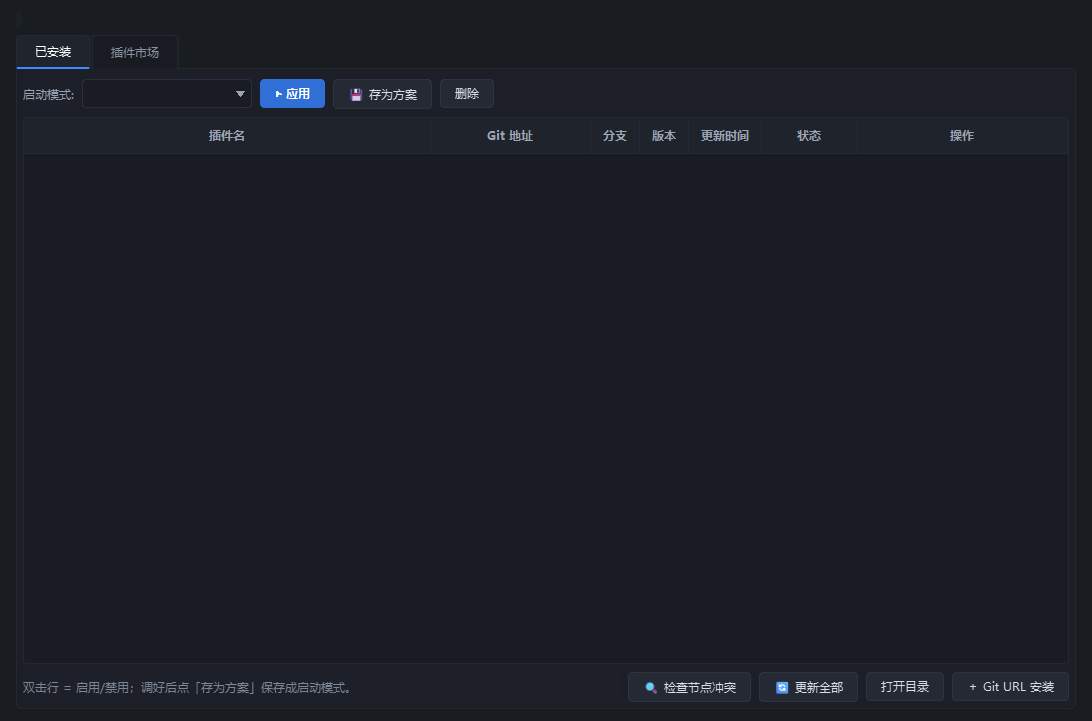 已安装 插件市场
启动模式: 应用 存为方案 删除
插件名 Git 地址 分支 版本 更新时间 状态 操作
双击行 = 启用/禁用；调好后点「存为方案」保存成启动模式。 检查节点冲突 更新全部 打开目录 + Git URL 安装